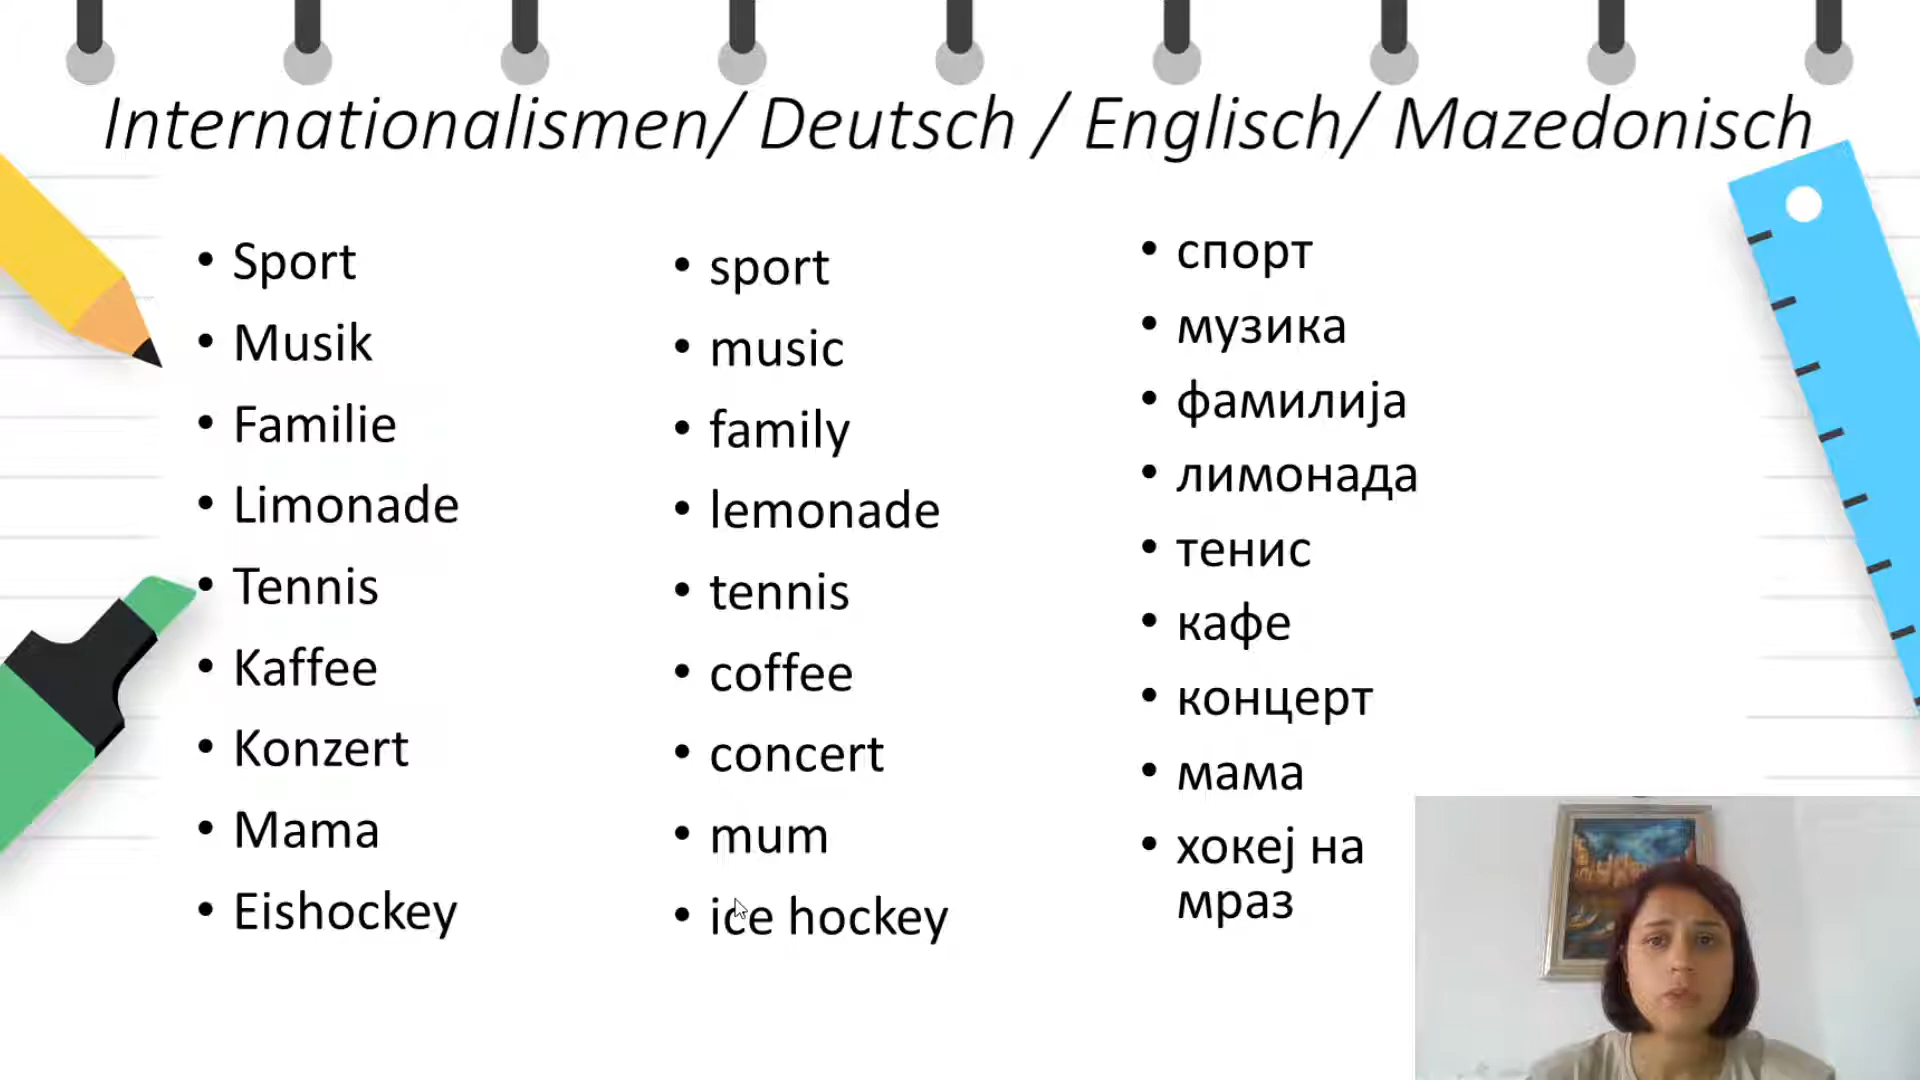 Internationalismen/ Deutsch / Englisch/ Mazedonisch
• Sport
• Musik
• Familie
• Limonade
• Tennis
• Kaffee
• Konzert
• Mama
• Eishockey
• sport
• music
• family
• lemonade
• tennis
• coffee
• concert
• mum
• ice hockey
• спорт
• музика
• фамилија
• лимонада
• тенис
• кафе
• концерт
• мама
• хокеј на
мраз